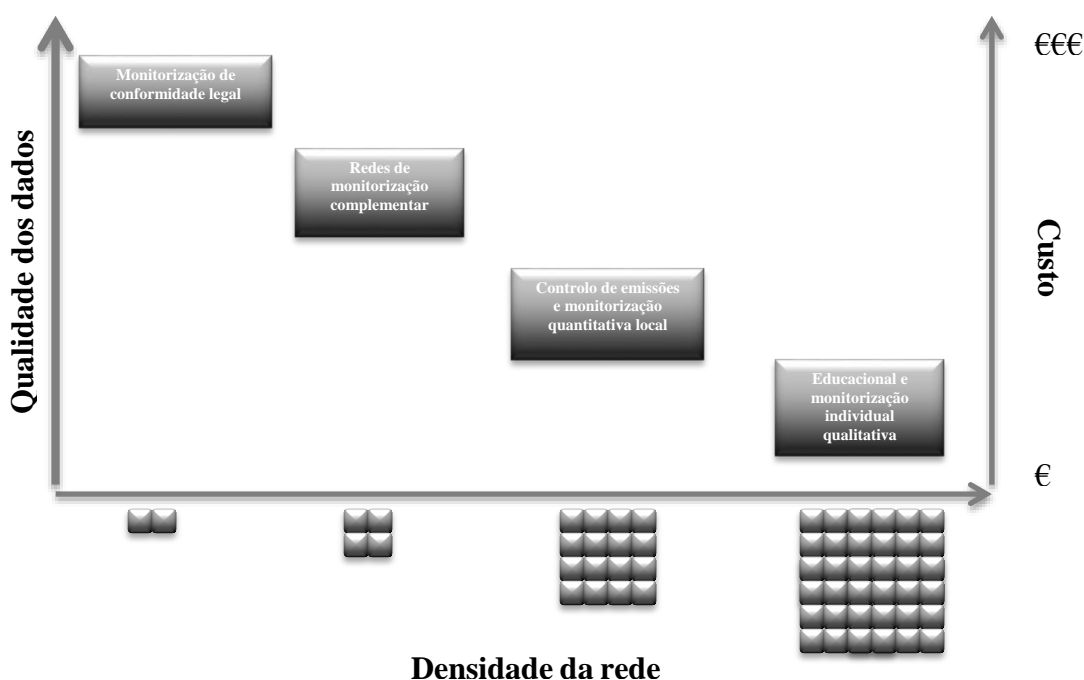 €€€
Monitorização de
conformidade legal
Redes de
monitorização
complementar
Qualidade dos dados
Custo
Controlo de emissões
e monitorização
quantitativa local
Educacional e
monitorização
individual
qualitativa
€
Densidade da rede